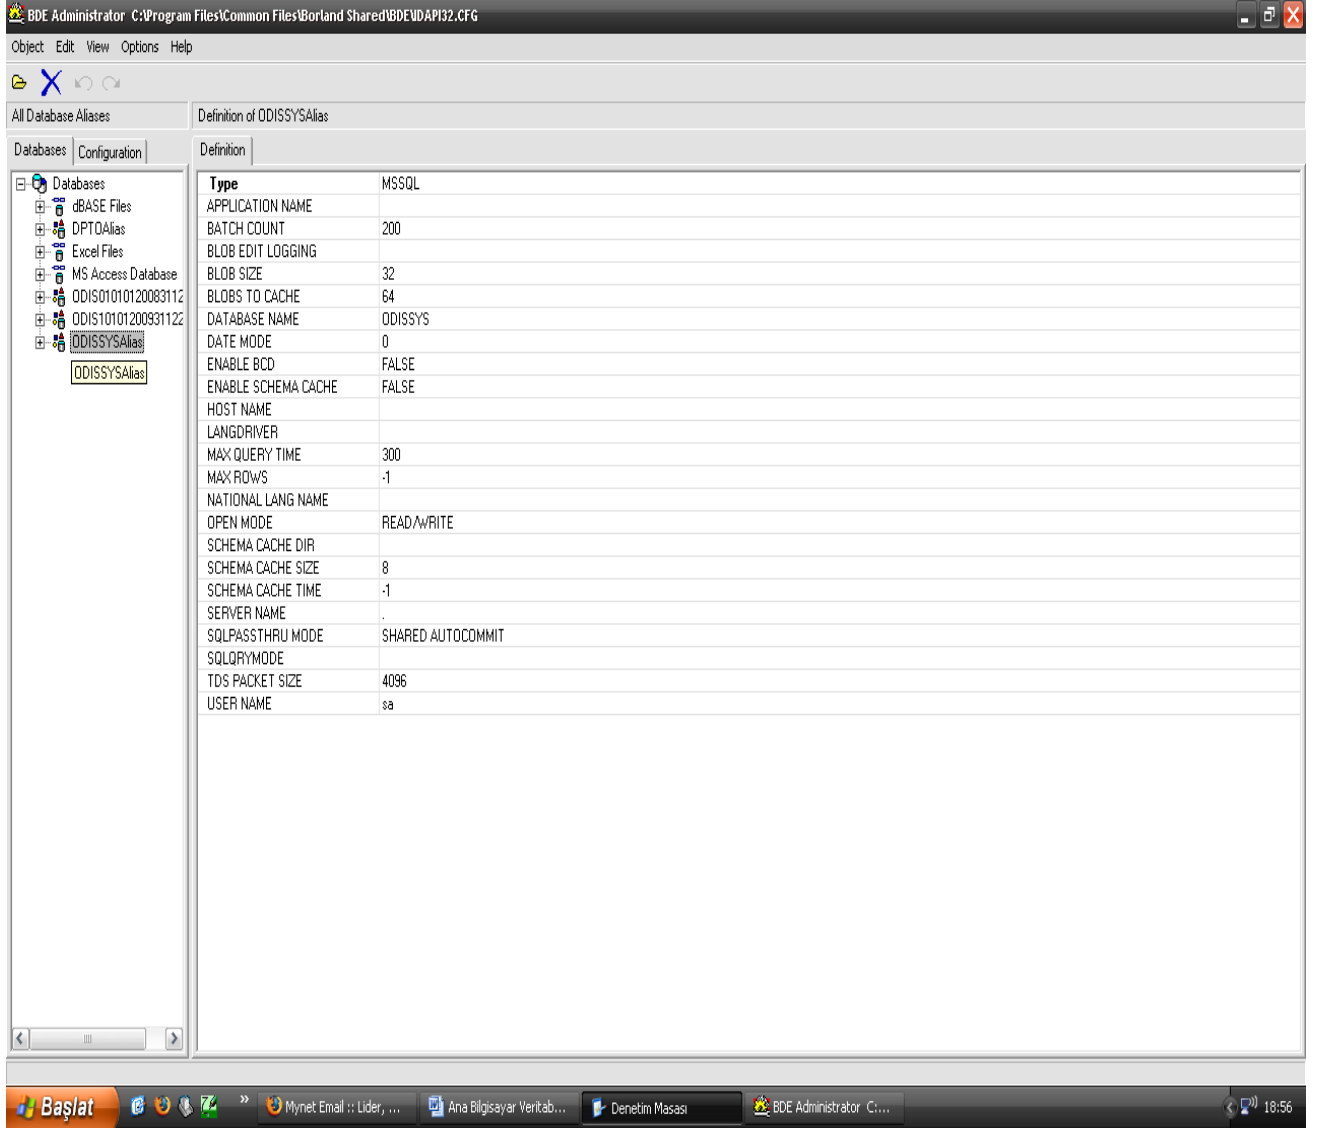 BDE Administrator C:\Program Files\Common Files\Borland Shared\BDE\IDAPI32.CFG
Object Edit View Options Help
All Database Aliases
Definition of ODISSYSAlias
Databases Configuration
Definition
Databases
dBASE Files
DPTOAlias
Excel Files
MS Access Database
ODIS01010120083112
ODIS10101200931122
ODISSYSAlias
ODISSYSAlias
Type MSSQL
APPLICATION NAME
BATCH COUNT 200
BLOB EDIT LOGGING
BLOB SIZE 32
BLOBS TO CACHE 64
DATABASE NAME ODISSYS
DATE MODE 0
ENABLE BCD FALSE
ENABLE SCHEMA CACHE FALSE
HOST NAME
LANGDRIVER
MAX QUERY TIME 300
MAX ROWS -1
NATIONAL LANG NAME
OPEN MODE READ/WRITE
SCHEMA CACHE DIR
SCHEMA CACHE SIZE 8
SCHEMA CACHE TIME -1
SERVER NAME .
SQLPASSTHRU MODE SHARED AUTOCOMMIT
SQLQRYMODE
TDS PACKET SIZE 4096
USER NAME sa
Başlat » Mynet Email :: Lider, ... Ana Bilgisayar Veritab... Denetim Masası BDE Administrator C:... 18:56